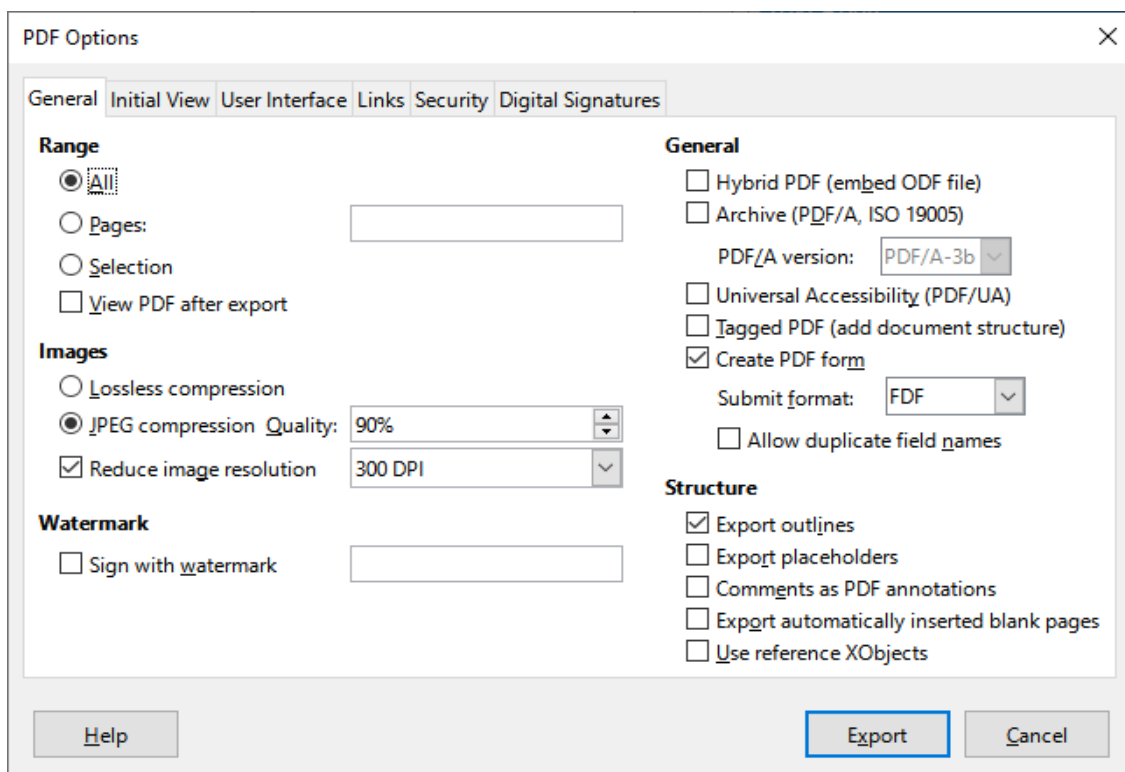 PDF Options
General Initial View User Interface Links Security Digital Signatures
Range
All
Pages:
Selection
View PDF after export
Images
Lossless compression
JPEG compression Quality: 90%
Reduce image resolution 300 DPI
Watermark
Sign with watermark
General
Hybrid PDF (embed ODF file)
Archive (PDF/A, ISO 19005)
PDF/A version: PDF/A-3b
Universal Accessibility (PDF/UA)
Tagged PDF (add document structure)
Create PDF form
Submit format: FDF
Allow duplicate field names
Structure
Export outlines
Export placeholders
Comments as PDF annotations
Export automatically inserted blank pages
Use reference XObjects
Help Export Cancel